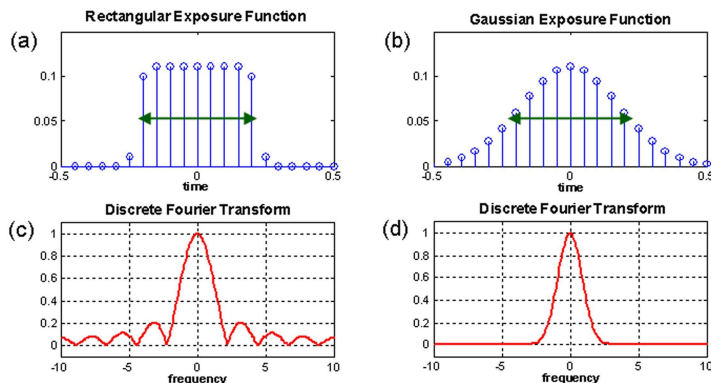 Rectangular Exposure Function
Gaussian Exposure Function
(a)
(b)
0.1
0.05
0
-0.5
0
0.5
time
0.1
0.05
0
-0.5
0
0.5
time
Discrete Fourier Transform
Discrete Fourier Transform
(c)
(d)
1
0.8
0.6
0.4
0.2
0
-10
-5
0
5
10
frequency
1
0.8
0.6
0.4
0.2
0
-10
-5
0
5
10
frequency